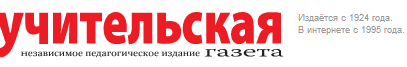 учительская
независимое педагогическое издание газета
Издаётся с 1924 года.
В интернете с 1995 года.